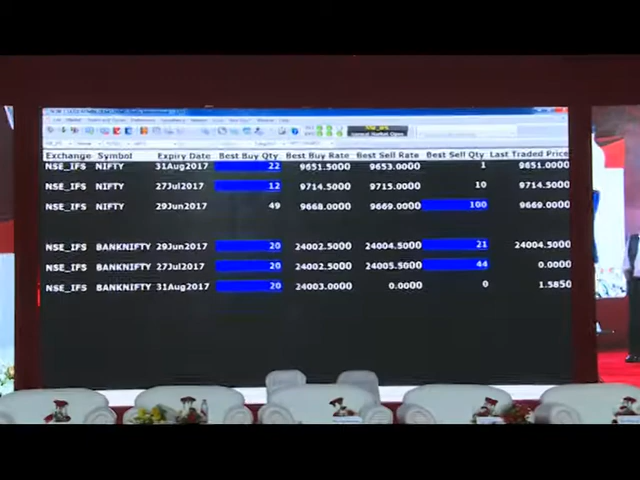 Exchange Symbol Expiry Date Best Buy Qty Best Buy Rate Best Sell Rate Best Sell Qty Last Traded Price
NSE_IFS NIFTY 31Aug2017 22 9651.5000 9653.0000 1 9651.0000
NSE_IFS NIFTY 27Jul2017 12 9714.5000 9715.0000 10 9714.5000
NSE_IFS NIFTY 29Jun2017 49 9668.0000 9669.0000 100 9669.0000
NSE_IFS BANKNIFTY 29Jun2017 20 24002.5000 24004.5000 21 24004.5000
NSE_IFS BANKNIFTY 27Jul2017 20 24002.5000 24005.5000 44 0.0000
NSE_IFS BANKNIFTY 31Aug2017 20 24003.0000 0.0000 0 1.5850